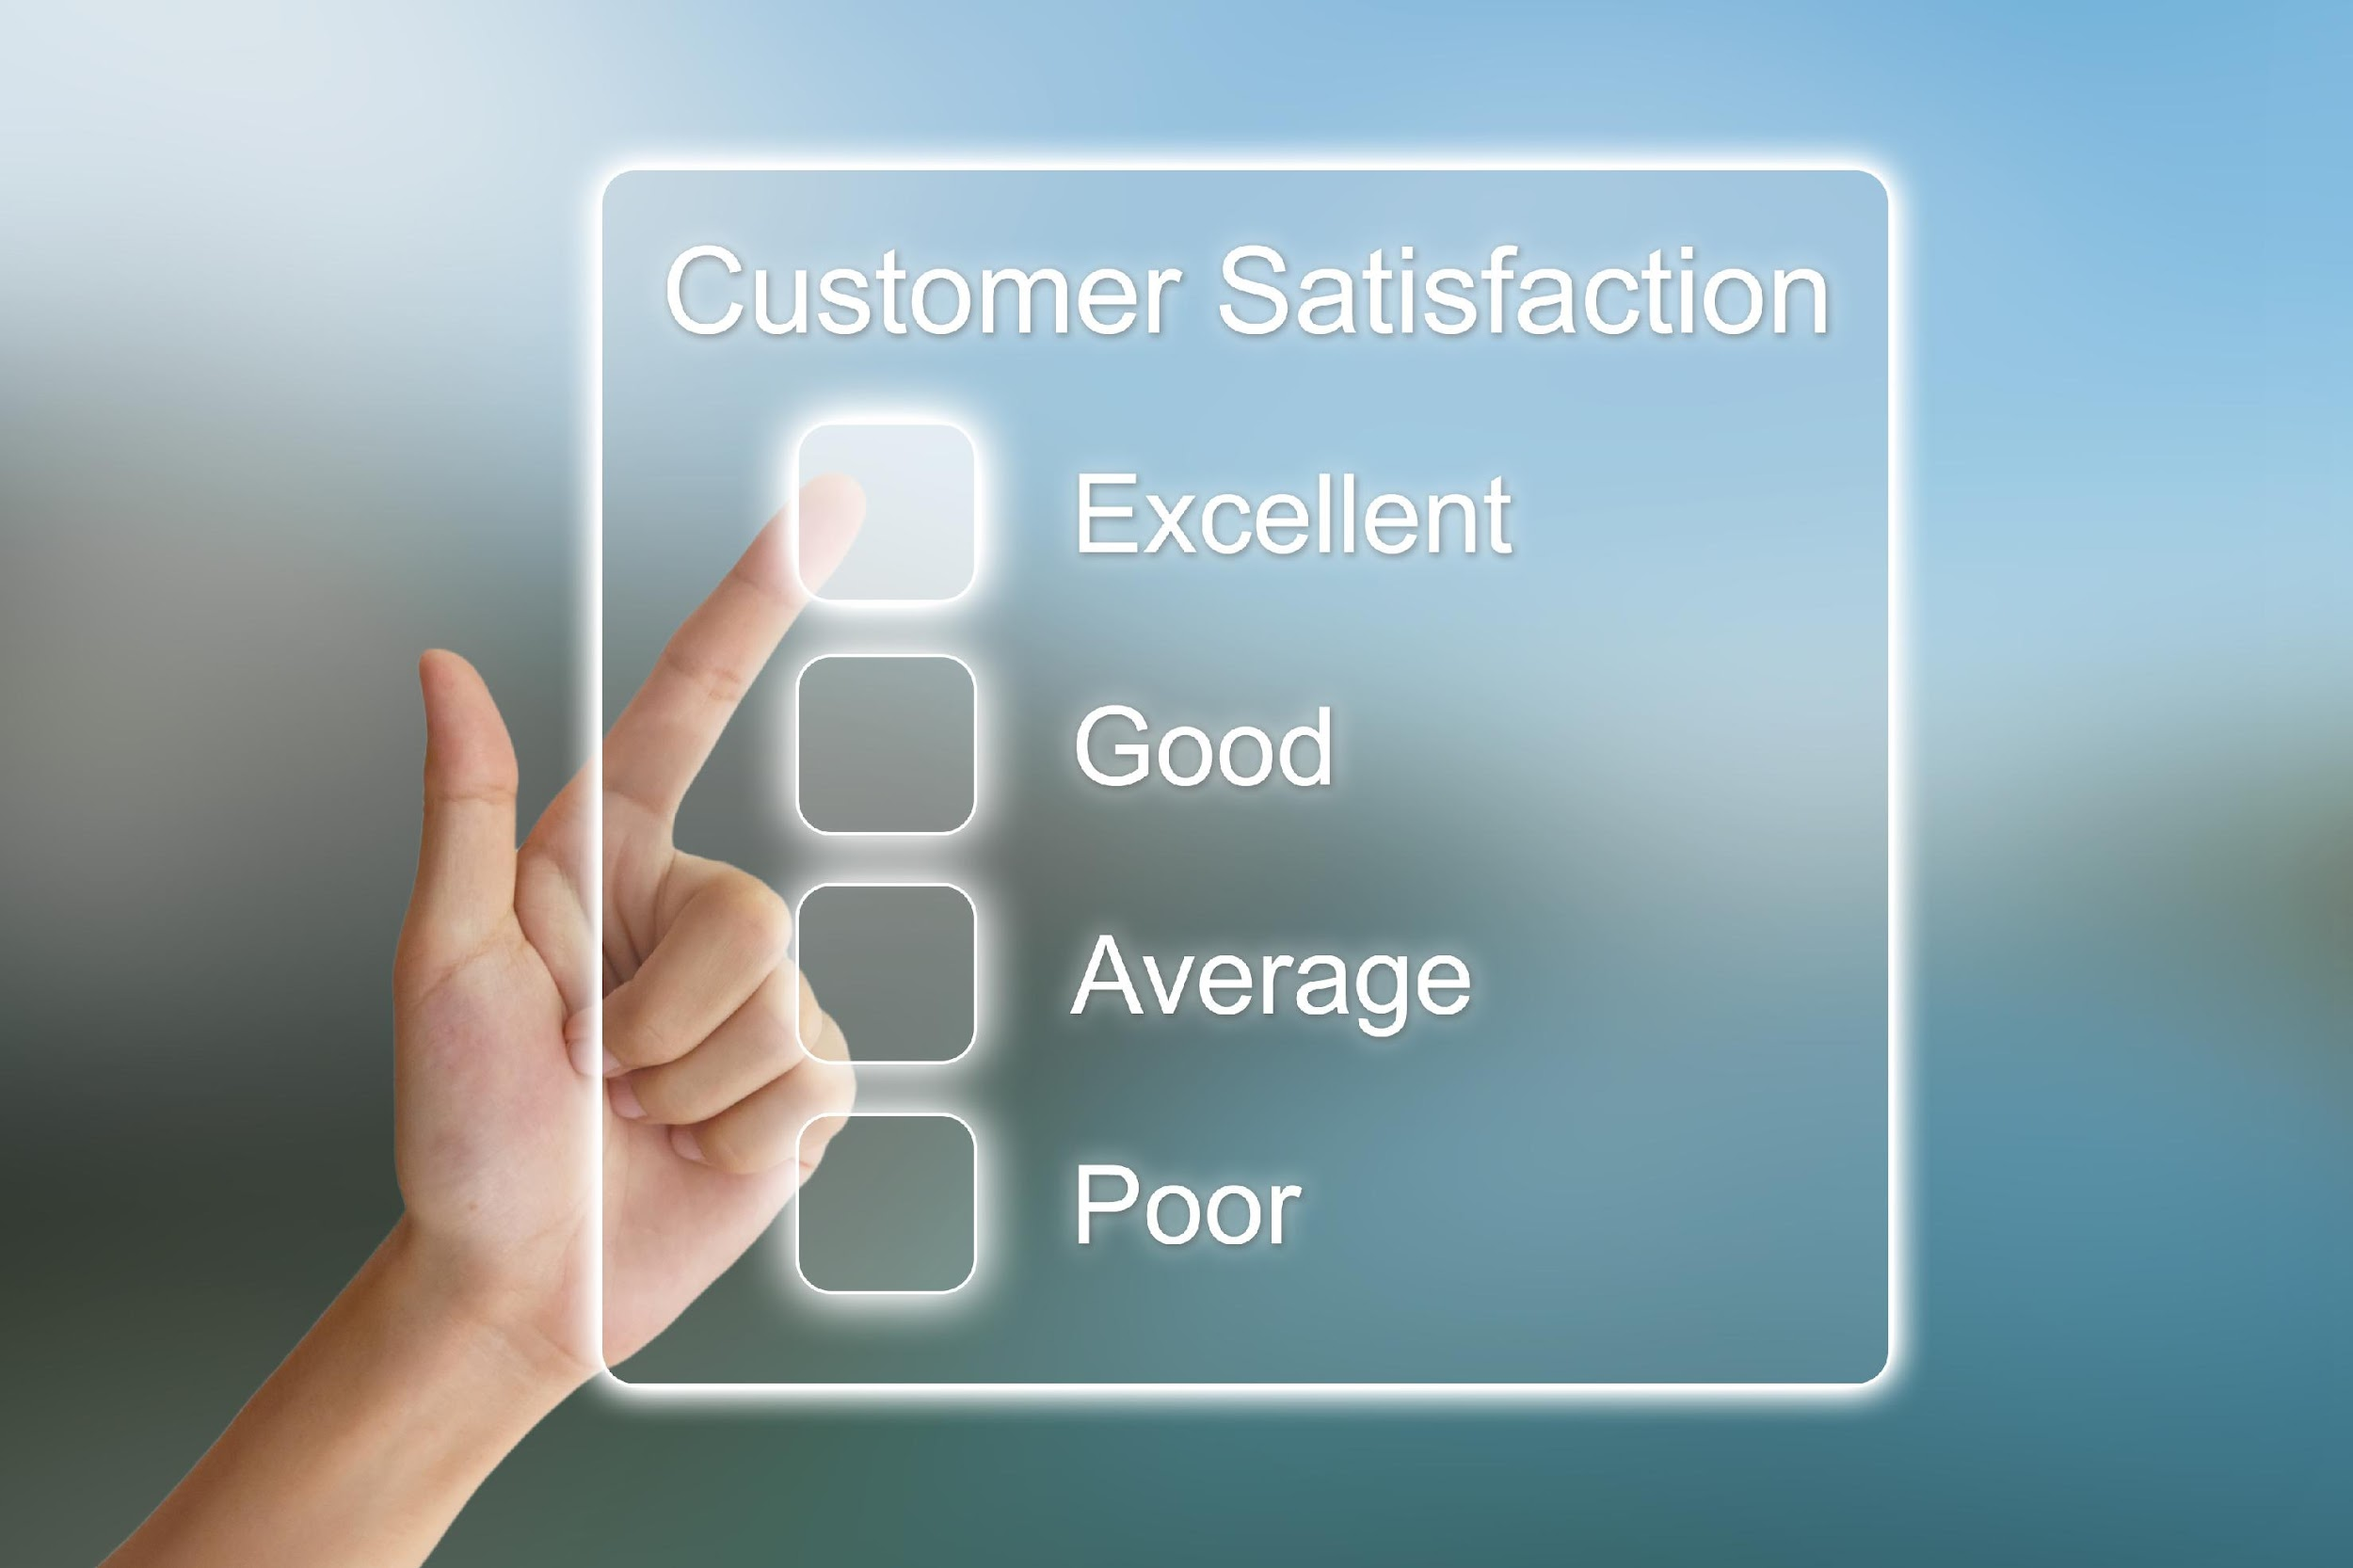 Customer Satisfaction
Excellent
Good
Average
Poor